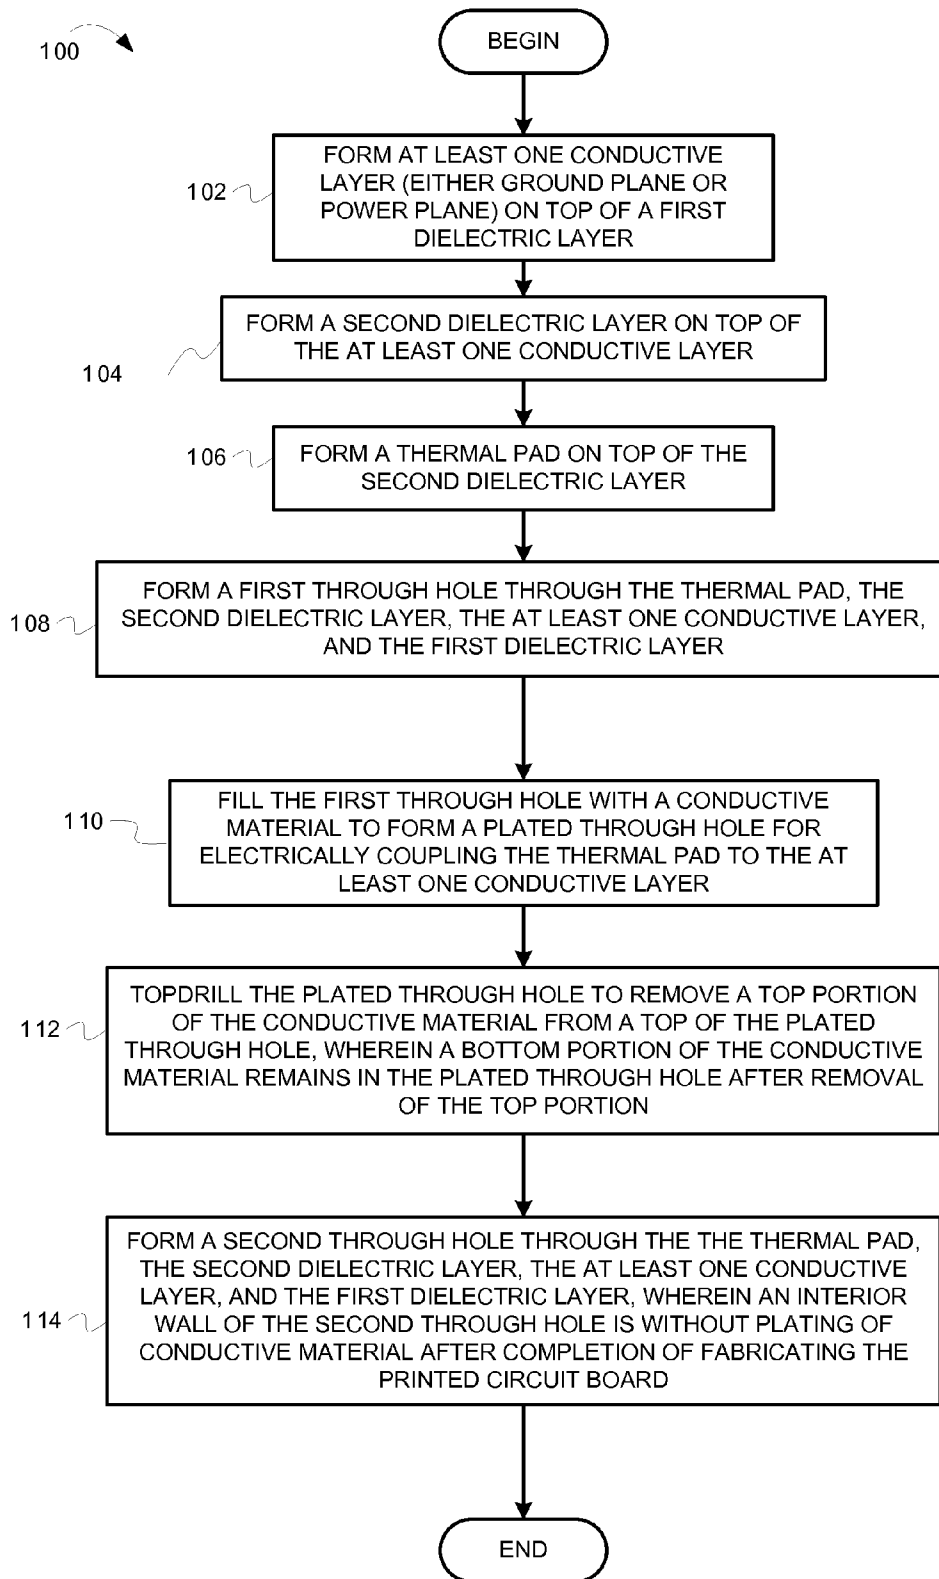 100
BEGIN
102
FORM AT LEAST ONE CONDUCTIVE
LAYER (EITHER GROUND PLANE OR
POWER PLANE) ON TOP OF A FIRST
DIELECTRIC LAYER
104
FORM A SECOND DIELECTRIC LAYER ON TOP OF
THE AT LEAST ONE CONDUCTIVE LAYER
106
FORM A THERMAL PAD ON TOP OF THE
SECOND DIELECTRIC LAYER
108
FORM A FIRST THROUGH HOLE THROUGH THE THERMAL PAD, THE
SECOND DIELECTRIC LAYER, THE AT LEAST ONE CONDUCTIVE LAYER,
AND THE FIRST DIELECTRIC LAYER
110
FILL THE FIRST THROUGH HOLE WITH A CONDUCTIVE
MATERIAL TO FORM A PLATED THROUGH HOLE FOR
ELECTRICALLY COUPLING THE THERMAL PAD TO THE AT
LEAST ONE CONDUCTIVE LAYER
112
TOPDRILL THE PLATED THROUGH HOLE TO REMOVE A TOP PORTION
OF THE CONDUCTIVE MATERIAL FROM A TOP OF THE PLATED
THROUGH HOLE, WHEREIN A BOTTOM PORTION OF THE CONDUCTIVE
MATERIAL REMAINS IN THE PLATED THROUGH HOLE AFTER REMOVAL
OF THE TOP PORTION
114
FORM A SECOND THROUGH HOLE THROUGH THE THE THERMAL PAD,
THE SECOND DIELECTRIC LAYER, THE AT LEAST ONE CONDUCTIVE
LAYER, AND THE FIRST DIELECTRIC LAYER, WHEREIN AN INTERIOR
WALL OF THE SECOND THROUGH HOLE IS WITHOUT PLATING OF
CONDUCTIVE MATERIAL AFTER COMPLETION OF FABRICATING THE
PRINTED CIRCUIT BOARD
END